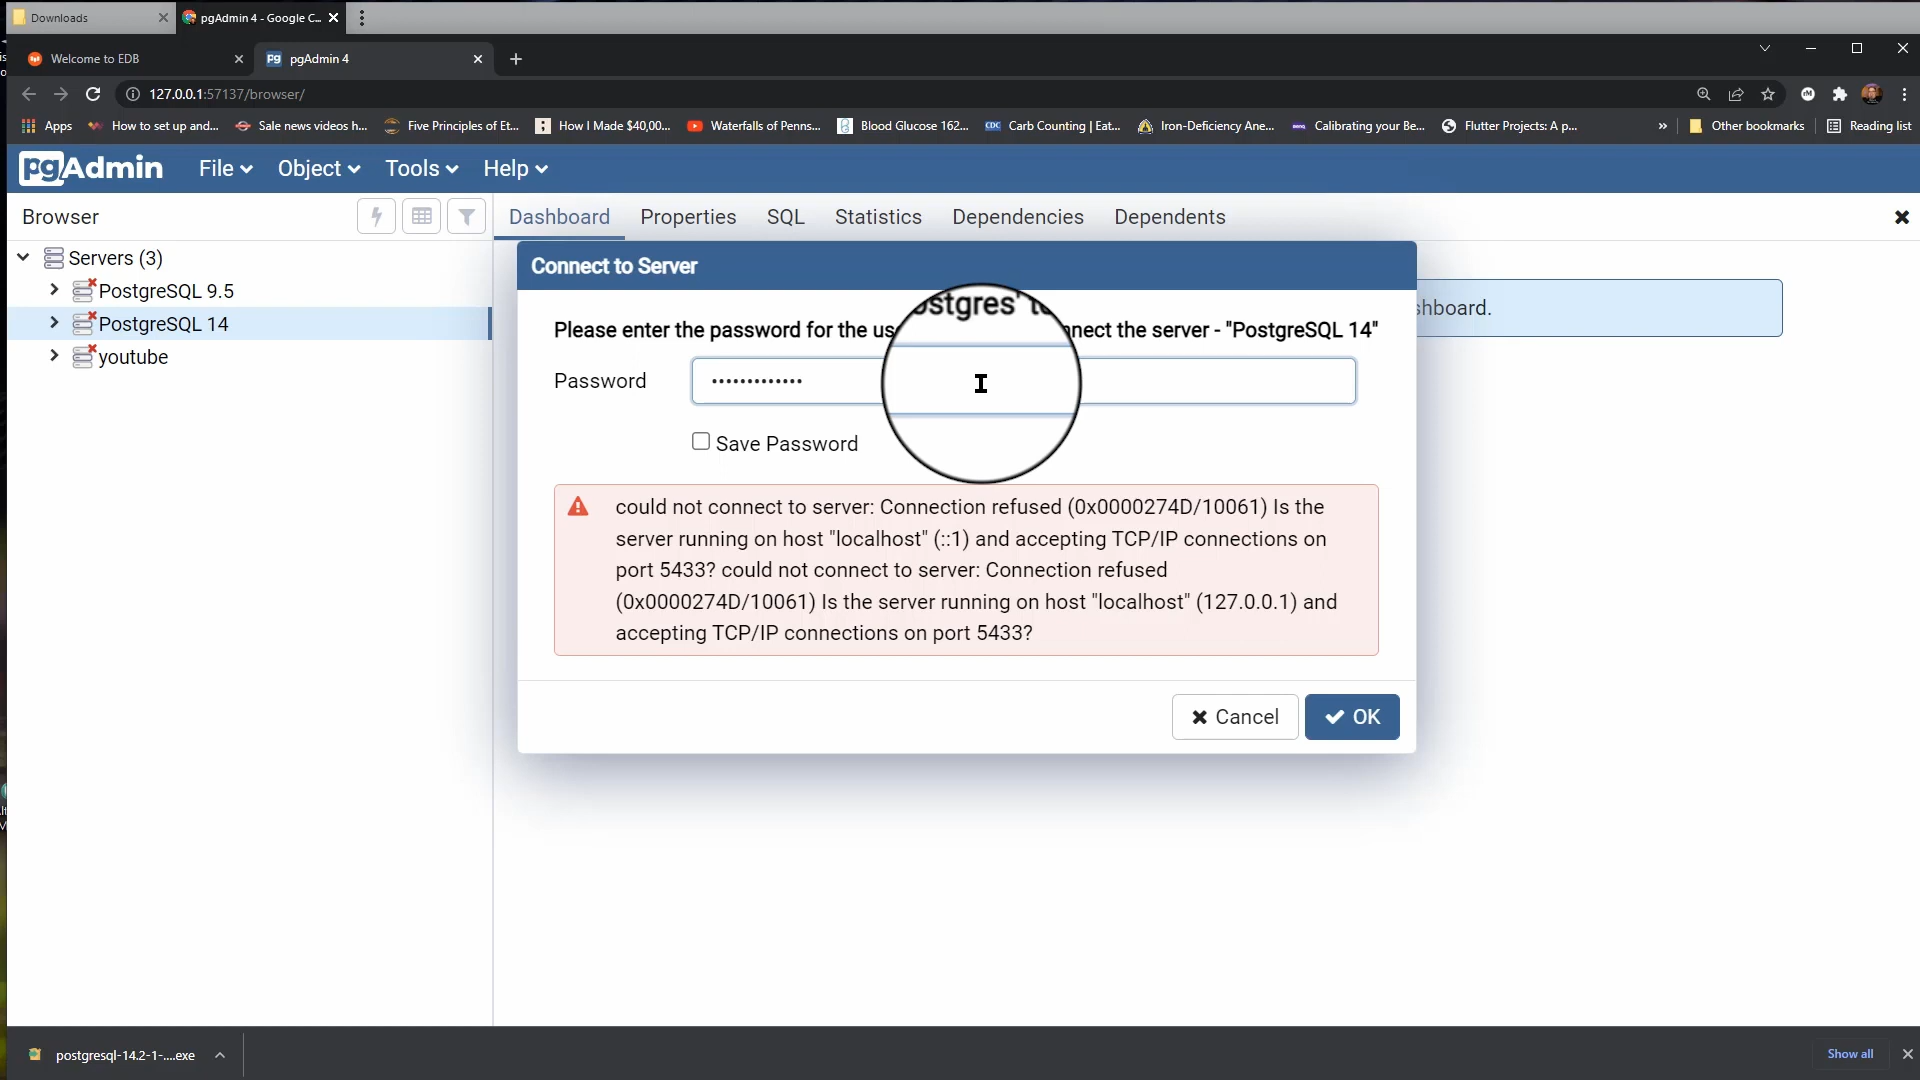 Downloads
pgAdmin 4 - Google C...
Welcome to EDB
pgAdmin 4
127.0.0.1:57137/browser/
Apps
How to set up and...
Sale news videos h...
Five Principles of Et...
How I Made $40,00...
Waterfalls of Penns...
Blood Glucose 162...
CDC
Carb Counting | Eat...
Iron-Deficiency Ane...
Calibrating your Be...
Flutter Projects: A p...
»
Other bookmarks
Reading list
pgAdmin
File
Object
Tools
Help
Browser
Dashboard
Properties
SQL
Statistics
Dependencies
Dependents
Servers (3)
PostgreSQL 9.5
PostgreSQL 14
youtube
Connect to Server
Please enter the password for the us nnect the server - "PostgreSQL 14"
Password
•••••••••••••
Save Password
could not connect to server: Connection refused (0x0000274D/10061) Is the
server running on host "localhost" (::1) and accepting TCP/IP connections on
port 5433? could not connect to server: Connection refused
(0x0000274D/10061) Is the server running on host "localhost" (127.0.0.1) and
accepting TCP/IP connections on port 5433?
Cancel
OK
shboard.
postgresql-14.2-1-....exe
Show all